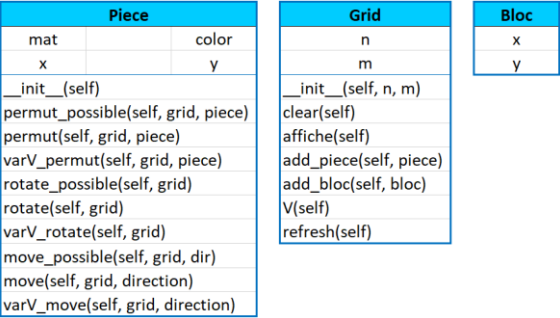 Piece
mat color
x y
__init__(self)
permut_possible(self, grid, piece)
permut(self, grid, piece)
varV_permut(self, grid, piece)
rotate_possible(self, grid)
rotate(self, grid)
varV_rotate(self, grid)
move_possible(self, grid, dir)
move(self, grid, direction)
varV_move(self, grid, direction)
Grid
n
m
__init__(self, n, m)
clear(self)
affiche(self)
add_piece(self, piece)
add_bloc(self, bloc)
V(self)
refresh(self)
Bloc
x
y